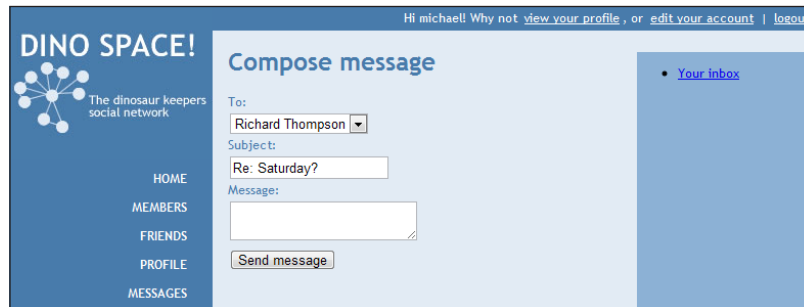 Hi michael! Why not view your profile , or edit your account | logout
DINO SPACE!
The dinosaur keepers
social network
HOME
MEMBERS
FRIENDS
PROFILE
MESSAGES
Compose message
To:
Richard Thompson
Subject:
Re: Saturday?
Message:
Send message
Your inbox